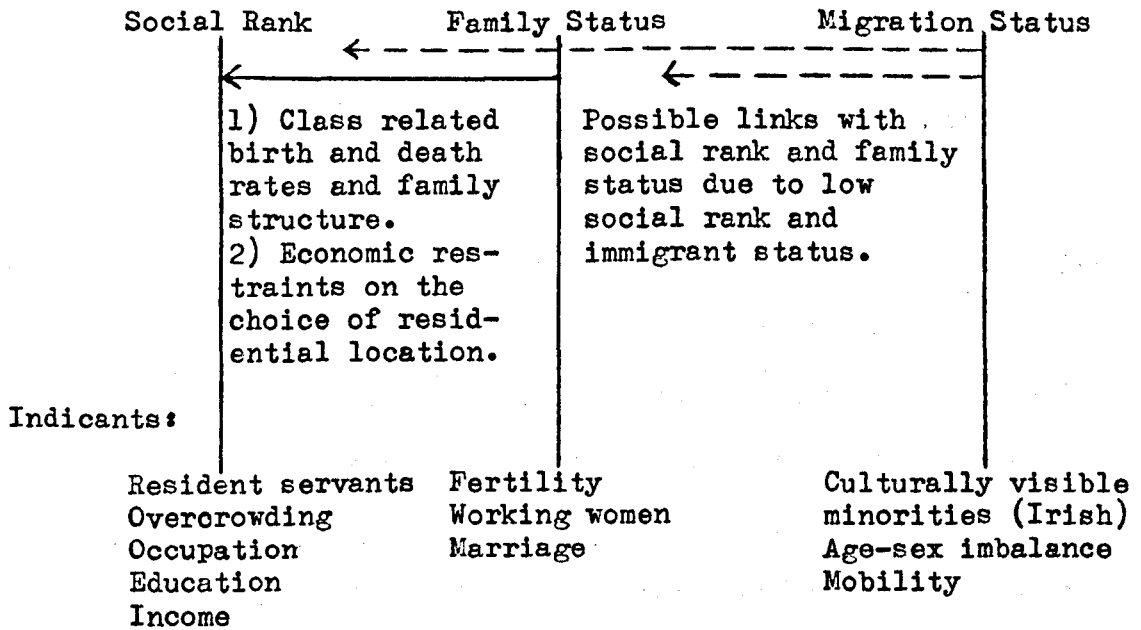 Social Rank Family Status Migration Status
1) Class related
birth and death
rates and family
structure.
2) Economic res-
traints on the
choice of resid-
ential location.
Possible links with
social rank and family
status due to low
social rank and
immigrant status.
Indicants:
Resident servants
Overcrowding
Occupation
Education
Income
Fertility
Working women
Marriage
Culturally visible
minorities (Irish)
Age-sex imbalance
Mobility